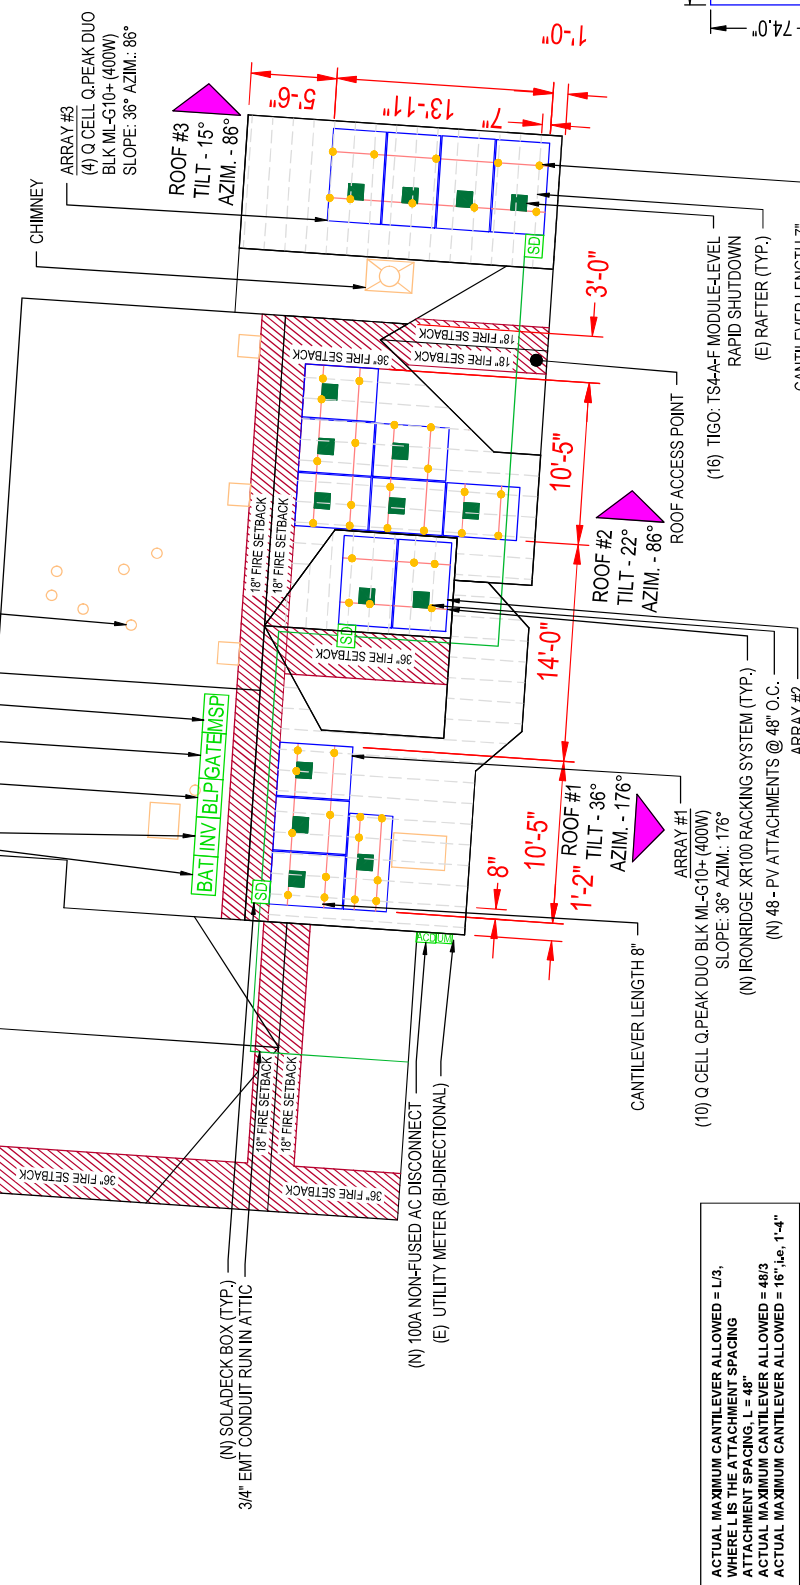 74.0"
1'-0"
5'-6"
13'-11"
7"
ARRAY #3
(4) Q CELL Q.PEAK DUO
BLK ML-G10+ (400W)
SLOPE: 36° AZIM.: 86°
ROOF #3
TILT - 15°
AZIM. - 86°
CHIMNEY
SD
3'-0"
18" FIRE SETBACK
18" FIRE SETBACK
36" FIRE SETBACK
(16) TIGO: TS4-A-F MODULE-LEVEL
RAPID SHUTDOWN
(E) RAFTER (TYP.)
CANTILEVER LENGTH 7"
ROOF ACCESS POINT
10'-5"
ROOF #2
TILT - 22°
AZIM. - 86°
18" FIRE SETBACK
18" FIRE SETBACK
SD
36" FIRE SETBACK
14'-0"
ARRAY #2
(N) IRONRIDGE XR100 RACKING SYSTEM (TYP.)
(N) 48 - PV ATTACHMENTS @ 48" O.C.
BAT
INV
BLP
GATE
MSP
SD
10'-5"
8"
1'-2"
ROOF #1
TILT - 36°
AZIM. - 176°
ARRAY #1
(10) Q CELL Q.PEAK DUO BLK ML-G10+ (400W)
SLOPE: 36° AZIM.: 176°
CANTILEVER LENGTH 8"
ACD
UM
18" FIRE SETBACK
18" FIRE SETBACK
36" FIRE SETBACK
36" FIRE SETBACK
(N) SOLADECK BOX (TYP.)
3/4" EMT CONDUIT RUN IN ATTIC
(N) 100A NON-FUSED AC DISCONNECT
(E) UTILITY METER (BI-DIRECTIONAL)
ACTUAL MAXIMUM CANTILEVER ALLOWED = L/3,
WHERE L IS THE ATTACHMENT SPACING
ATTACHMENT SPACING, L = 48"
ACTUAL MAXIMUM CANTILEVER ALLOWED = 48/3
ACTUAL MAXIMUM CANTILEVER ALLOWED = 16",i.e, 1'-4"